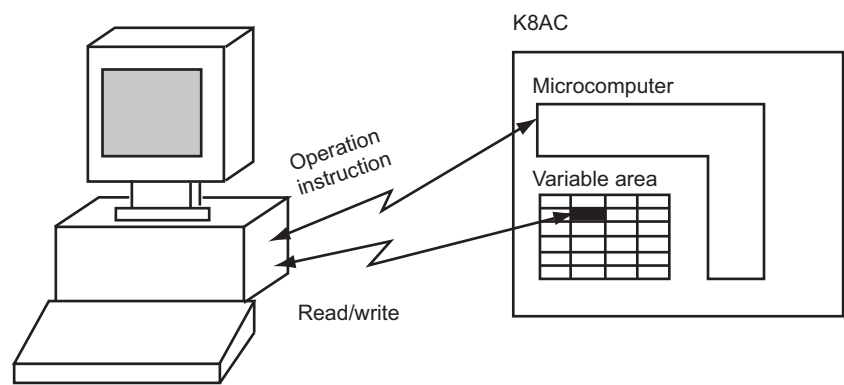 K8AC
Microcomputer
Operation
instruction
Variable area
Read/write